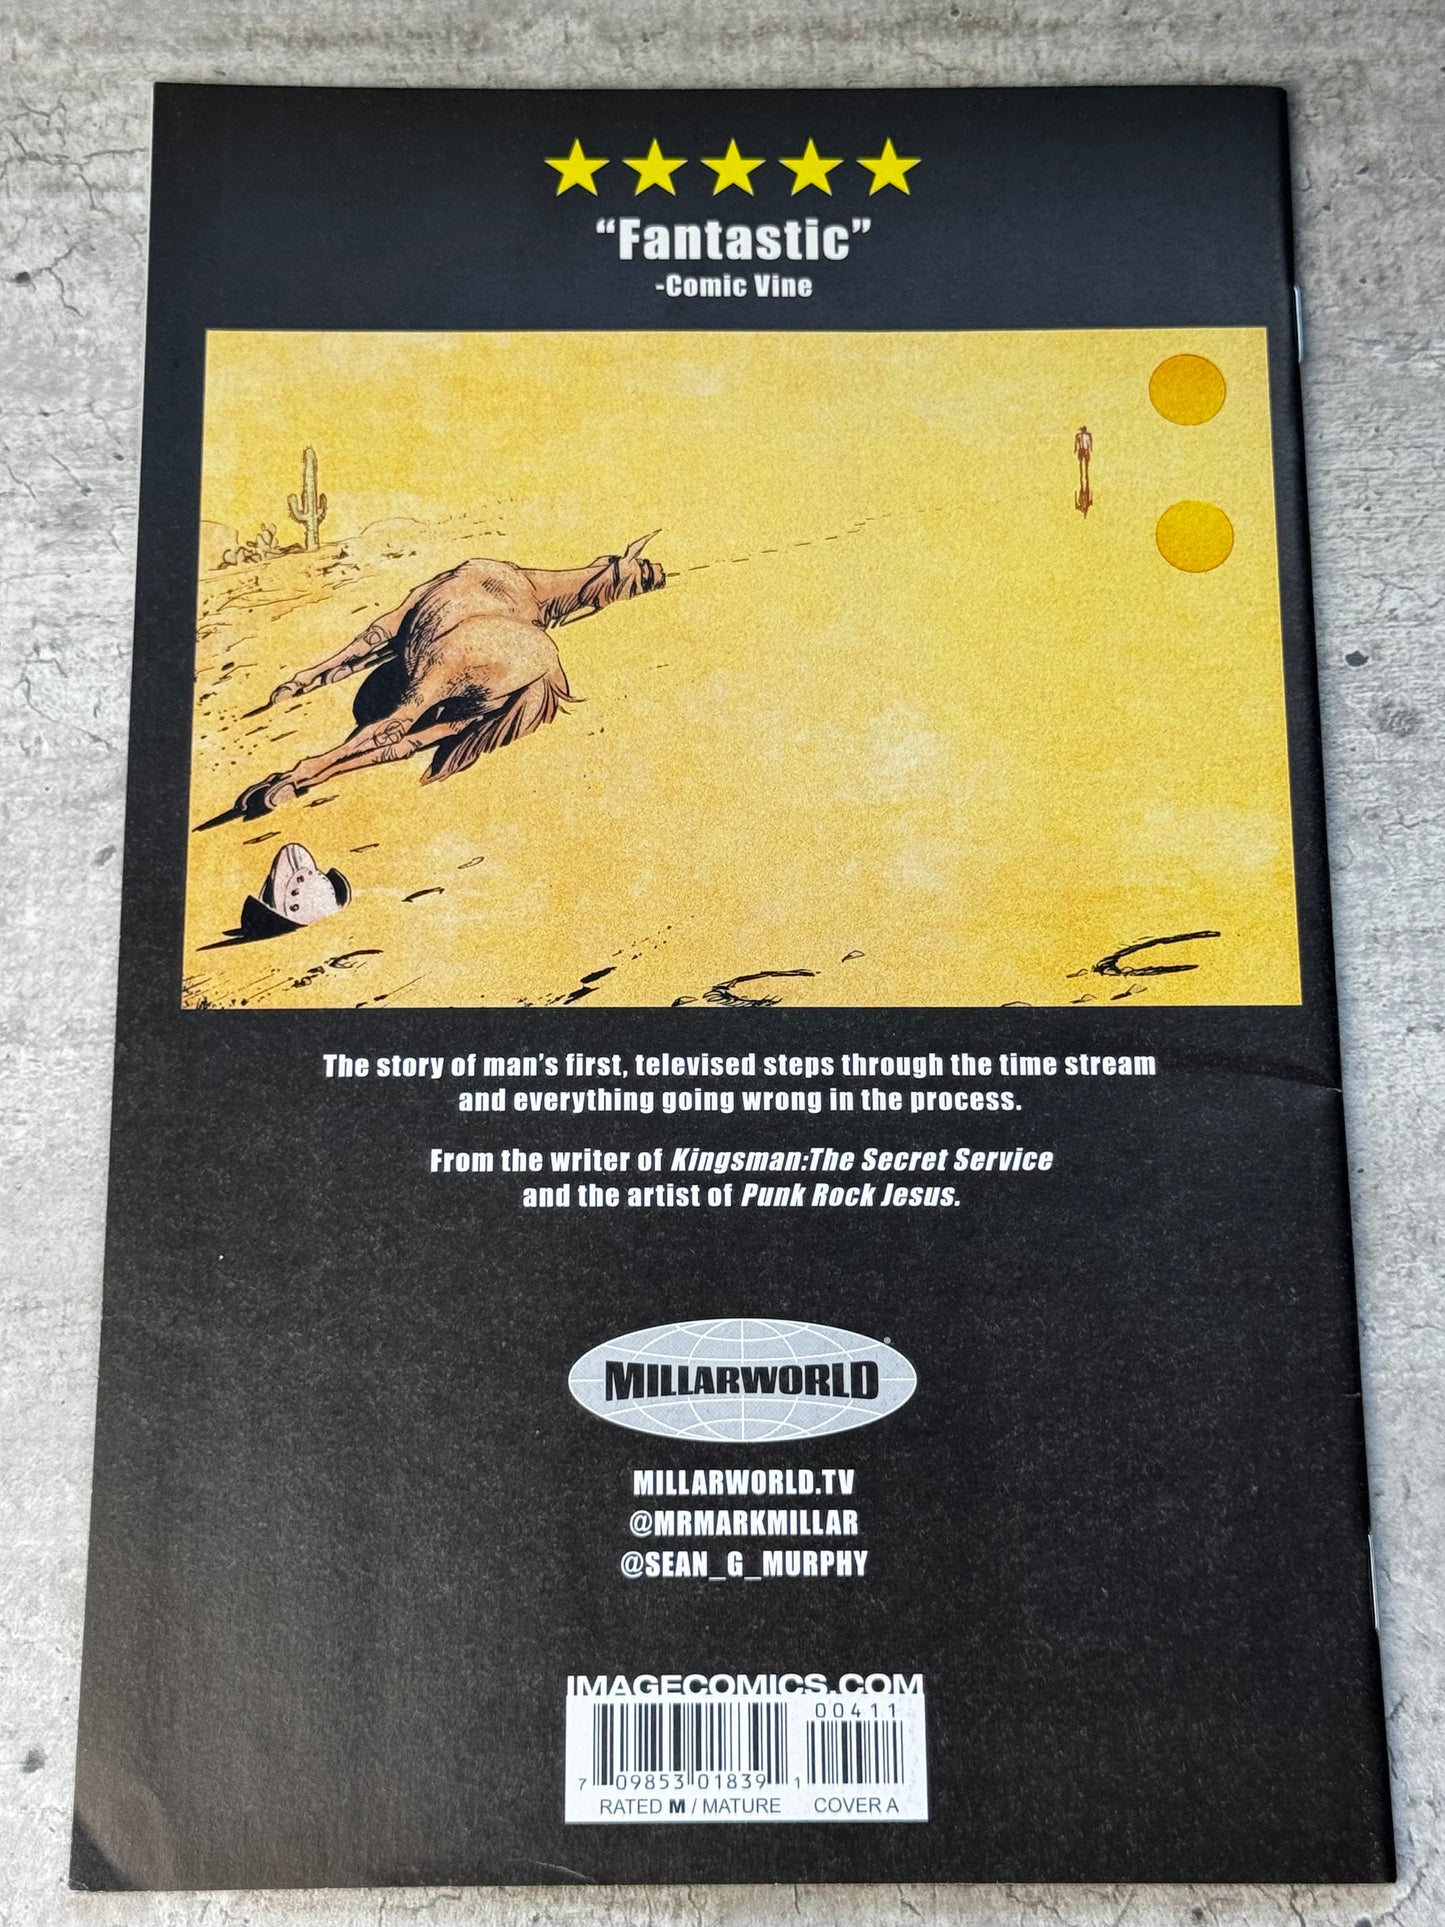 “Fantastic”
-Comic Vine
The story of man’s first, televised steps through the time stream
and everything going wrong in the process.
From the writer of Kingsman:The Secret Service
and the artist of Punk Rock Jesus.
MILLARWORLD®
MILLARWORLD.TV
@MRMARKMILLAR
@SEAN_G_MURPHY
IMAGECOMICS.COM
00411
7 09853 01839 1
RATED M / MATURE COVER A